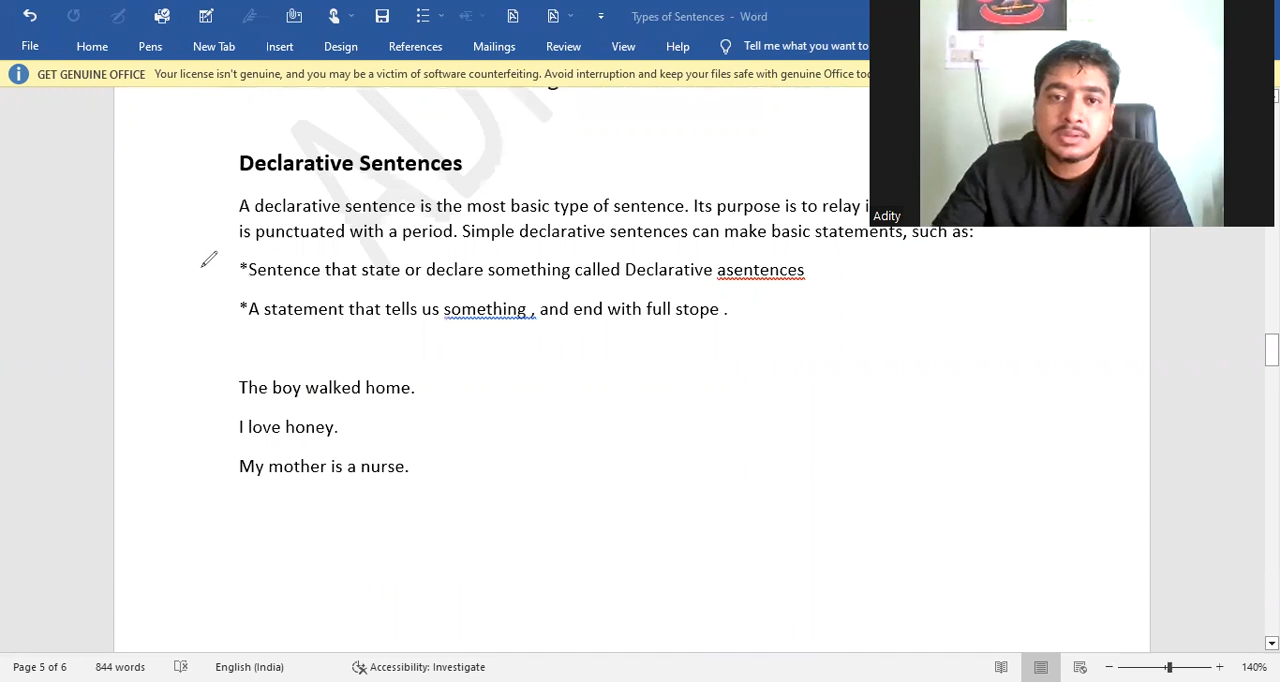 Types of Sentences - Word
File Home Pens New Tab Insert Design References Mailings Review View Help Tell me what you want to
GET GENUINE OFFICE Your license isn't genuine, and you may be a victim of software counterfeiting. Avoid interruption and keep your files safe with genuine Office
Declarative Sentences
A declarative sentence is the most basic type of sentence. Its purpose is to relay
is punctuated with a period. Simple declarative sentences can make basic statements, such as:
*Sentence that state or declare something called Declarative asentences
*A statement that tells us something , and end with full stope .
The boy walked home.
I love honey.
My mother is a nurse.
Adity
Page 5 of 6 844 words English (India) Accessibility: Investigate 140%